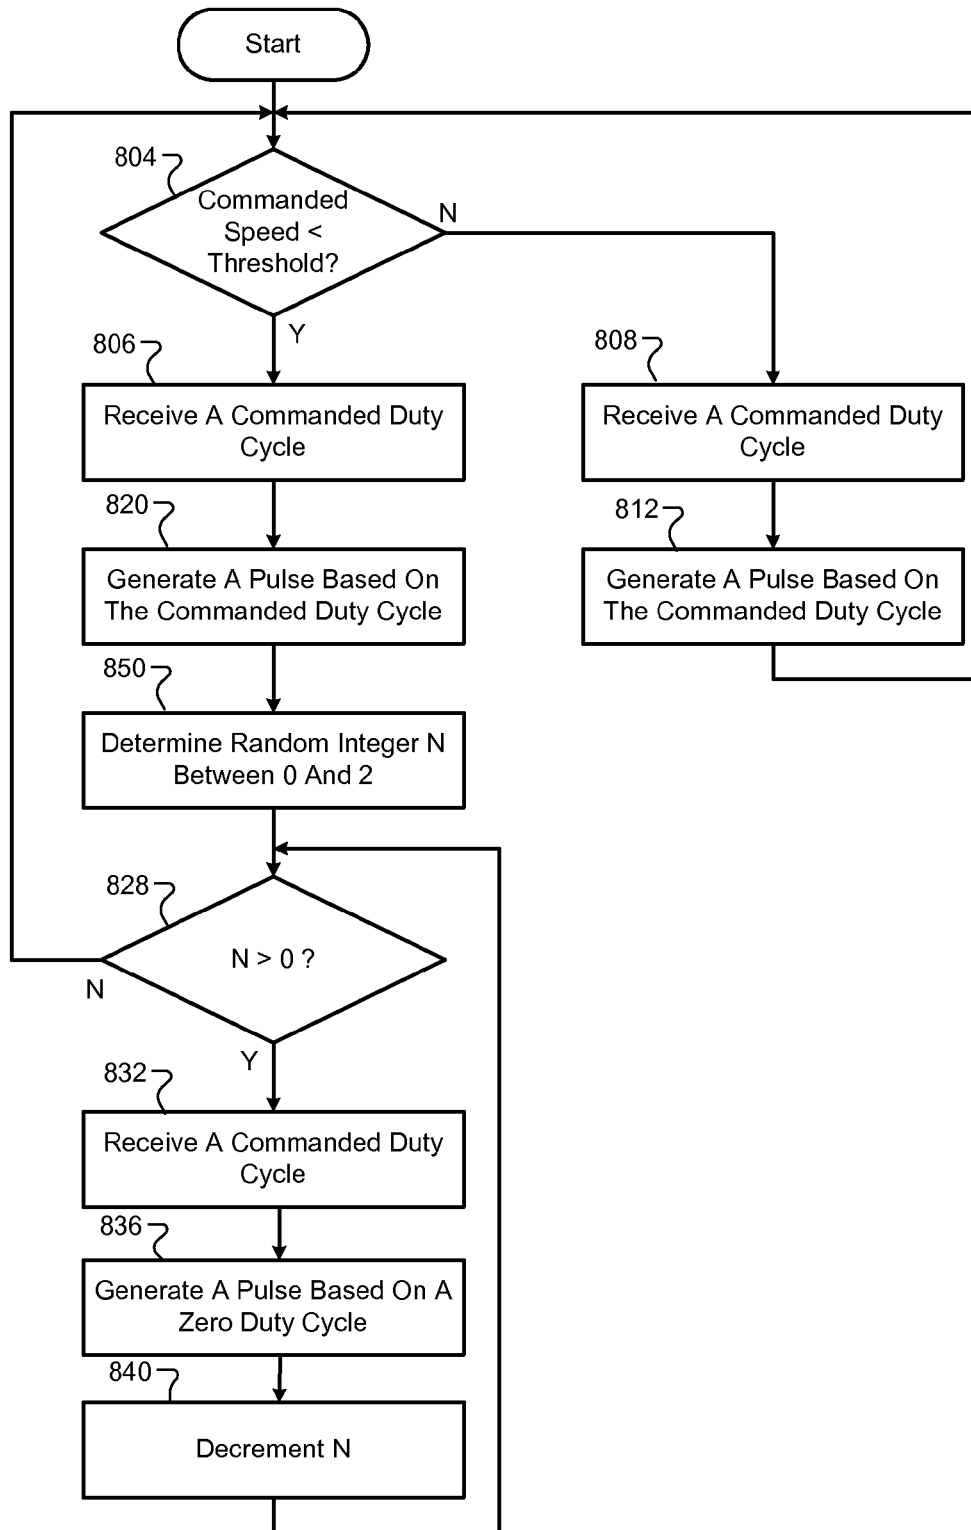 Start
804
Commanded
Speed <
Threshold?
N
Y
806
Receive A Commanded Duty
Cycle
808
Receive A Commanded Duty
Cycle
820
Generate A Pulse Based On
The Commanded Duty Cycle
812
Generate A Pulse Based On
The Commanded Duty Cycle
850
Determine Random Integer N
Between 0 And 2
828
N > 0 ?
N
Y
832
Receive A Commanded Duty
Cycle
836
Generate A Pulse Based On A
Zero Duty Cycle
840
Decrement N